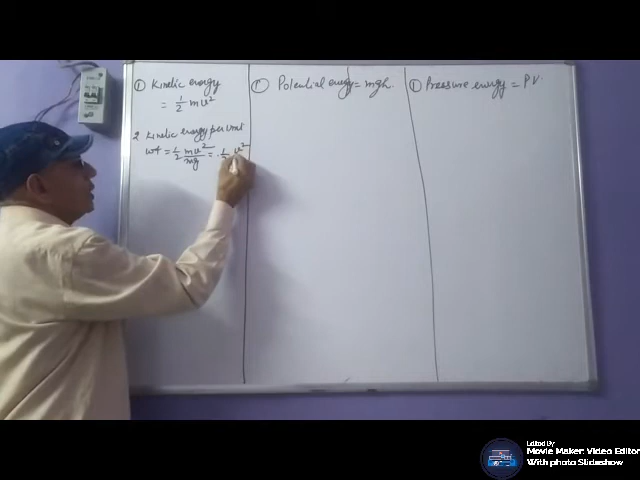 ① Kinetic energy
= 1/2 mv²
2 Kinetic energy per unit
wt = 1/2 mv²/mg = 1/2 v²
① Potential energy = mgh.
① Pressure energy = PV.
Edited By
Movie Maker: Video Editor
With photo Slideshow